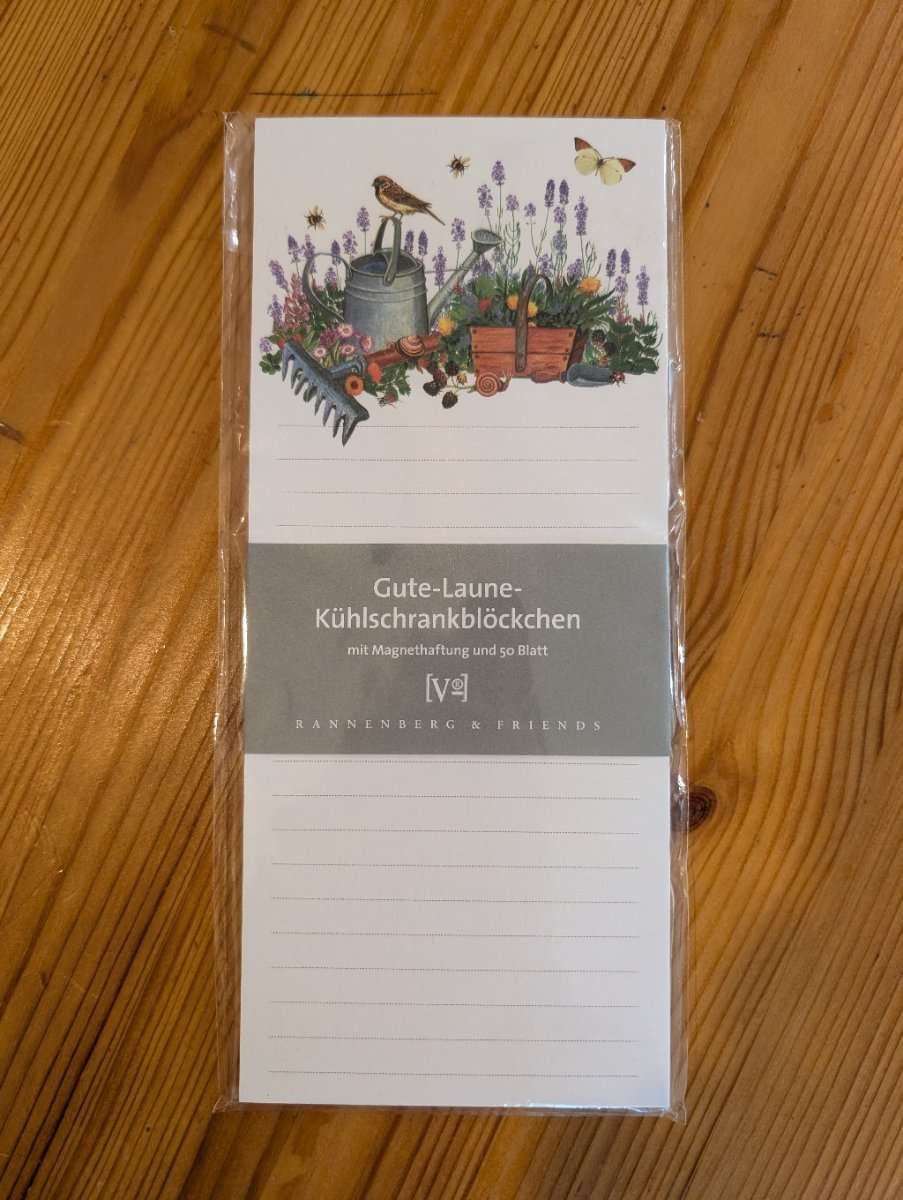 Gute-Laune-
Kühlschrankblöckchen
mit Magnethaftung und 50 Blatt
[V®]
RANNENBERG & FRIENDS